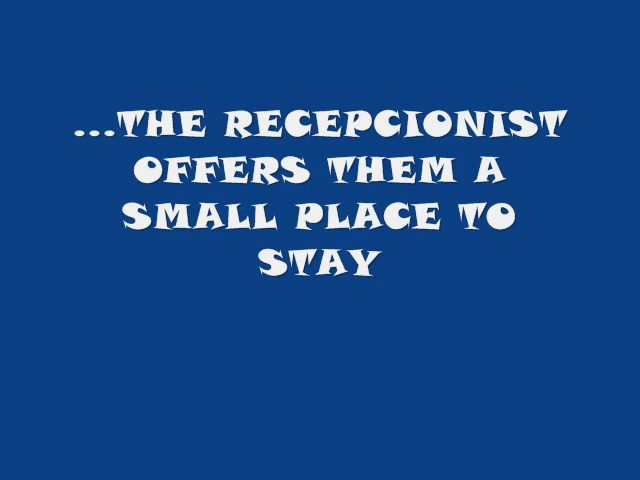 ...THE RECEPCIONIST
OFFERS THEM A
SMALL PLACE TO
STAY